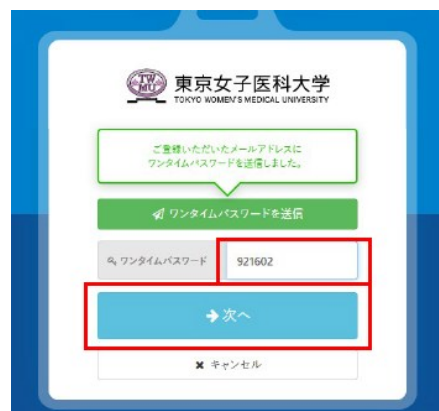 TW
MU
東京女子医科大学
TOKYO WOMEN'S MEDICAL UNIVERSITY
ご登録いただいたメールアドレスに
ワンタイムパスワードを送信しました。
ワンタイムパスワードを送信
ワンタイムパスワード 921602
次へ
キャンセル